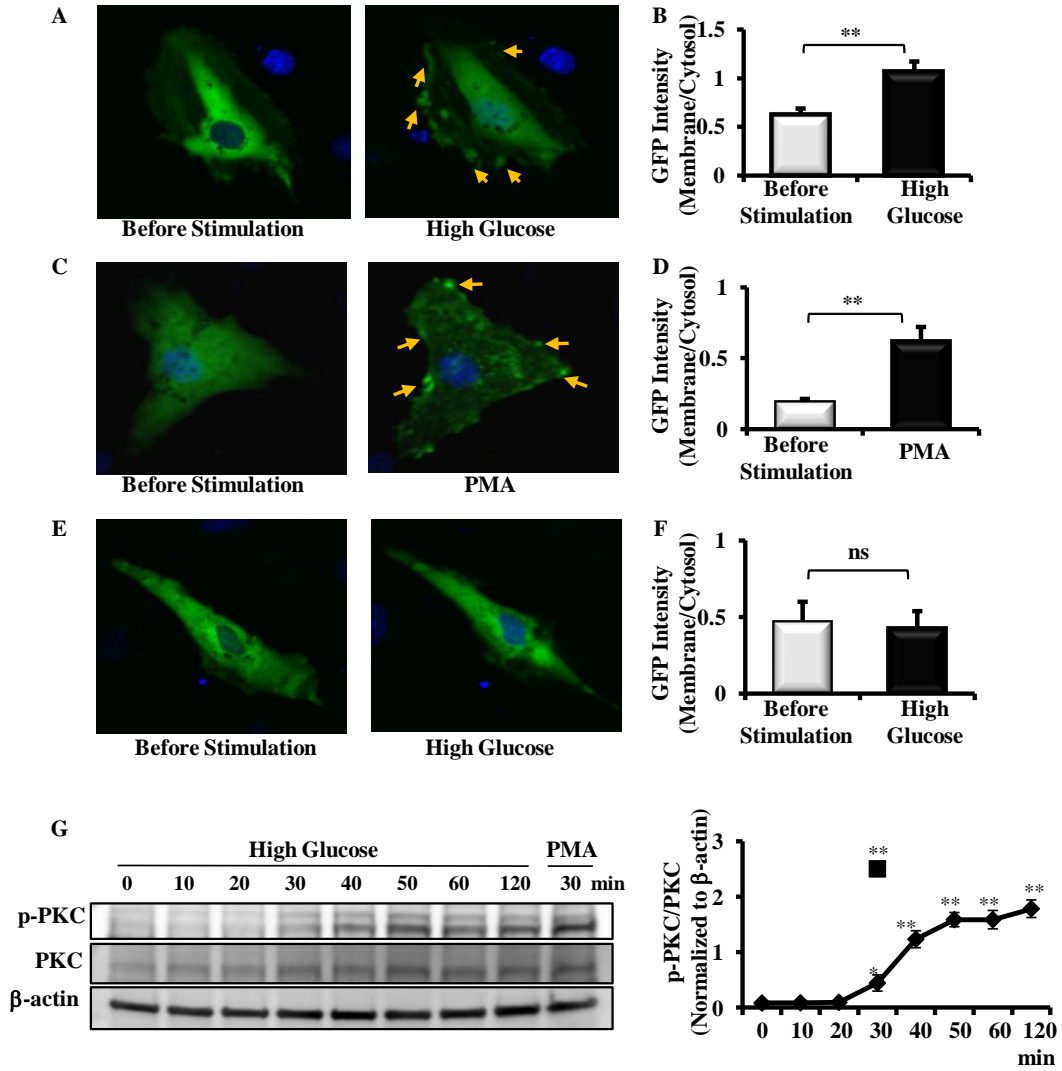 A
Before Stimulation
High Glucose
B
GFP Intensity
(Membrane/Cytosol)
1.5
1
0.5
0
**
Before
Stimulation
High
Glucose
C
Before Stimulation
PMA
D
GFP Intensity
(Membrane/Cytosol)
1
0.5
0
**
Before
Stimulation
PMA
E
Before Stimulation
High Glucose
F
GFP Intensity
(Membrane/Cytosol)
1
0.5
0
ns
Before
Stimulation
High
Glucose
G
High Glucose PMA
0 10 20 30 40 50 60 120 30 min
p-PKC
PKC
β-actin
p-PKC/PKC
(Normalized to β-actin)
3
2
1
0
**
*
**
**
**
**
0 10 20 30 40 50 60 120
min